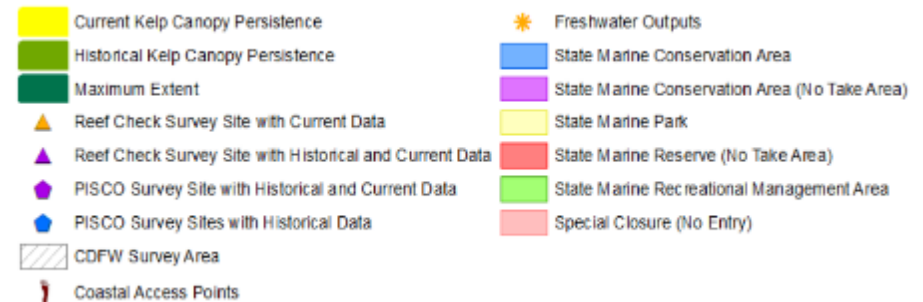 Current Kelp Canopy Persistence
Historical Kelp Canopy Persistence
Maximum Extent
Reef Check Survey Site with Current Data
Reef Check Survey Site with Historical and Current Data
PISCO Survey Site with Historical and Current Data
PISCO Survey Sites with Historical Data
CDFW Survey Area
Coastal Access Points
Freshwater Outputs
State Marine Conservation Area
State Marine Conservation Area (No Take Area)
State Marine Park
State Marine Reserve (No Take Area)
State Marine Recreational Management Area
Special Closure (No Entry)